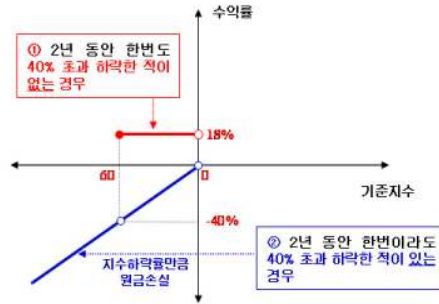 수익률
① 2년 동안 한번도
40% 초과 하락한 적이
없는 경우
18%
60
0
기준지수
-40%
② 2년 동안 한번이라도
40% 초과 하락한 적이 있는
경우
지수하락률만큼
원금손실